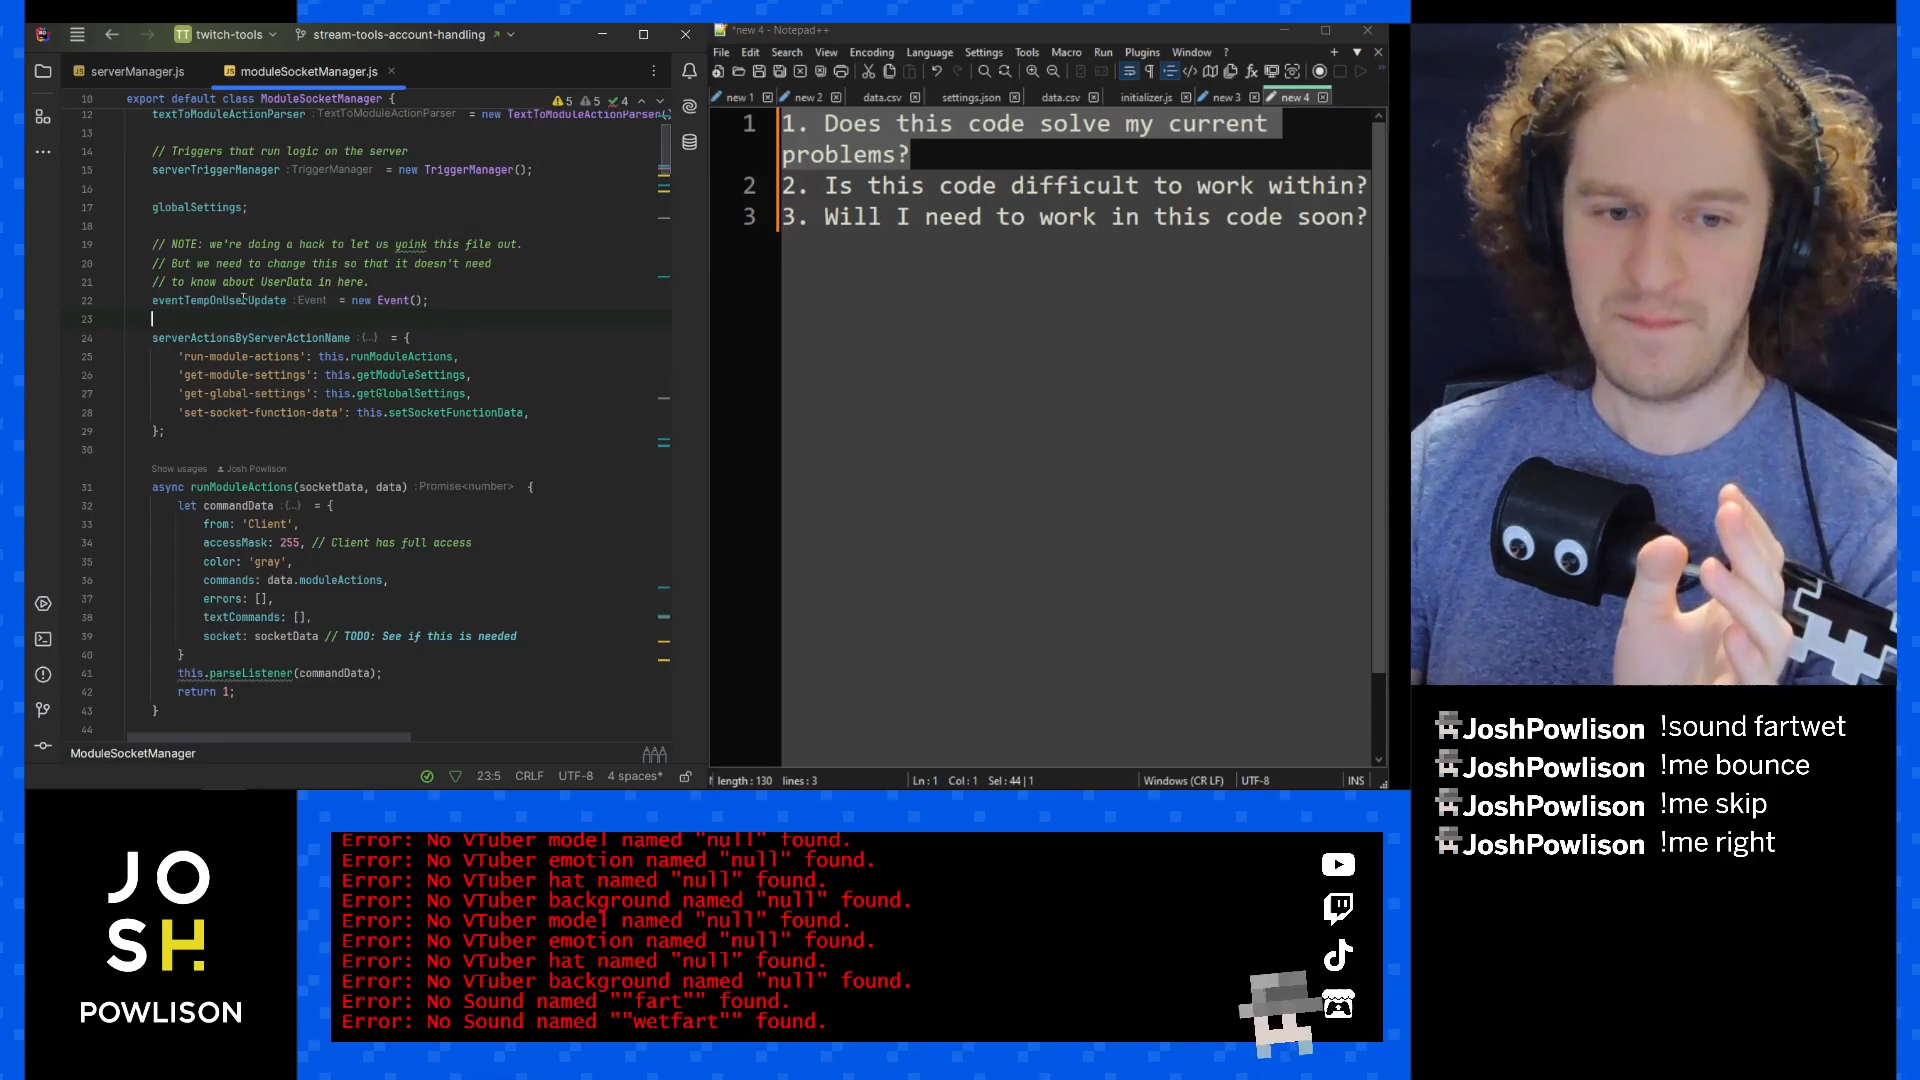 twitch-tools
stream-tools-account-handling
serverManager.js
moduleSocketManager.js
10 export default class ModuleSocketManager {
5 5 4
12 textToModuleActionParser : TextToModuleActionParser = new TextToModuleActionParser()
13
14 // Triggers that run logic on the server
15 serverTriggerManager : TriggerManager = new TriggerManager();
16
17 globalSettings;
18
19 // NOTE: we're doing a hack to let us yoink this file out.
20 // But we need to change this so that it doesn't need
21 // to know about UserData in here.
22 eventTempOnUserUpdate : Event = new Event();
23
24 serverActionsByServerActionName : {...} = {
25 'run-module-actions': this.runModuleActions,
26 'get-module-settings': this.getModuleSettings,
27 'get-global-settings': this.getGlobalSettings,
28 'set-socket-function-data': this.setSocketFunctionData,
29 };
30
Show usages Josh Powlison
31 async runModuleActions(socketData, data) : Promise<number> {
32 let commandData : {...} = {
33 from: 'Client',
34 accessMask: 255, // Client has full access
35 color: 'gray',
36 commands: data.moduleActions,
37 errors: [],
38 textCommands: [],
39 socket: socketData // TODO: See if this is needed
40 }
41 this.parseListener(commandData);
42 return 1;
43 }
44
ModuleSocketManager
23:5 CRLF UTF-8 4 spaces*
*new 4 - Notepad++
File Edit Search View Encoding Language Settings Tools Macro Run Plugins Window ?
new 1 new 2 data.csv settings.json data.csv initializer.js new 3 new 4
1 1. Does this code solve my current
problems?
2 2. Is this code difficult to work within?
3 3. Will I need to work in this code soon?
length : 130 lines : 3 Ln : 1 Col : 1 Sel : 44 | 1 Windows (CR LF) UTF-8 INS
JoshPowlison !sound fartwet
JoshPowlison !me bounce
JoshPowlison !me skip
JoshPowlison !me right
JO
SH
POWLISON
Error: No VTuber model named "null" found.
Error: No VTuber emotion named "null" found.
Error: No VTuber hat named "null" found.
Error: No VTuber background named "null" found.
Error: No VTuber model named "null" found.
Error: No VTuber emotion named "null" found.
Error: No VTuber hat named "null" found.
Error: No VTuber background named "null" found.
Error: No Sound named ""fart"" found.
Error: No Sound named ""wetfart"" found.